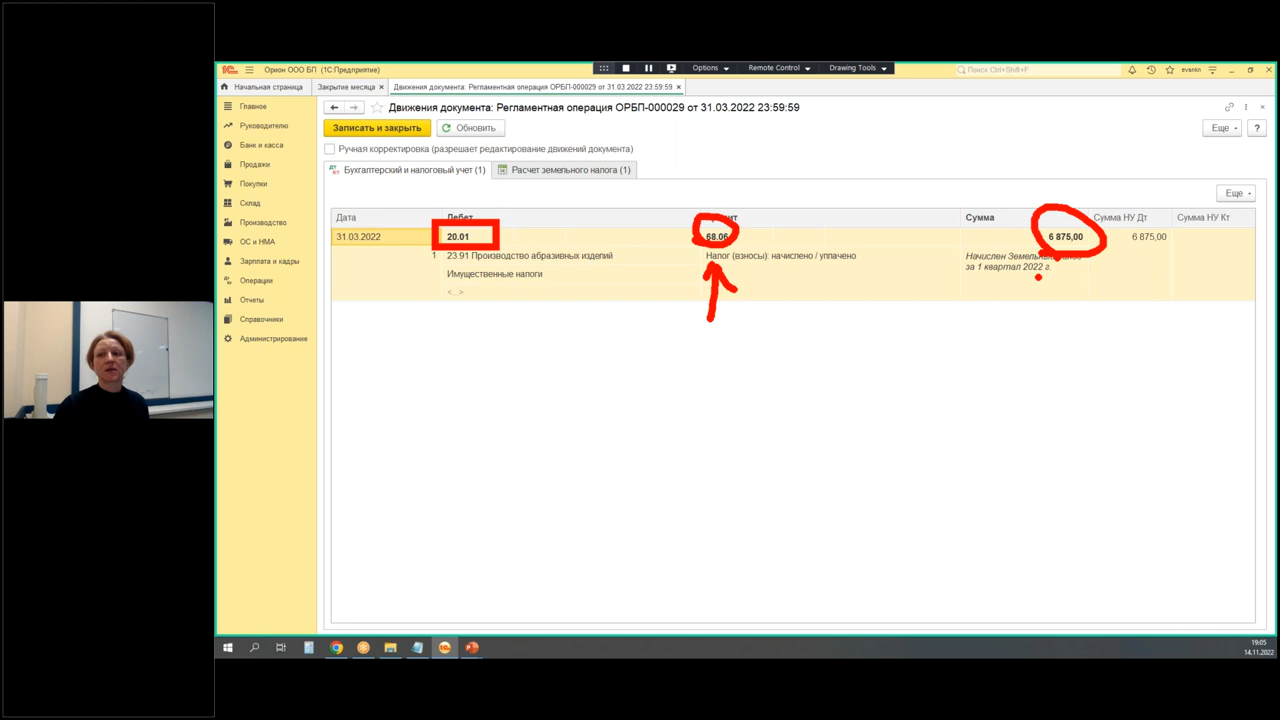 1С Орион ООО БП (1С:Предприятие)
Options
Remote Control
Drawing Tools
Поиск Ctrl+Shift+F
evankn
Начальная страница
Закрытие месяца ×
Движения документа: Регламентная операция ОРБП-000029 от 31.03.2022 23:59:59 ×
Главное
Руководителю
Банк и касса
Продажи
Покупки
Склад
Производство
ОС и НМА
Зарплата и кадры
Операции
Отчеты
Справочники
Администрирование
Движения документа: Регламентная операция ОРБП-000029 от 31.03.2022 23:59:59
Записать и закрыть
Обновить
Еще
?
Ручная корректировка (разрешает редактирование движений документа)
Бухгалтерский и налоговый учет (1)
Расчет земельного налога (1)
Еще
Дата Дебет Сумма Сумма НУ Дт Сумма НУ Кт
31.03.2022 20.01 68.06 6 875,00 6 875,00
1 23.91 Производство абразивных изделий Налог (взносы): начислено / уплачено Начислен
Имущественные налоги за 1 квартал 2022 г.
<...>
19:05
14.11.2022